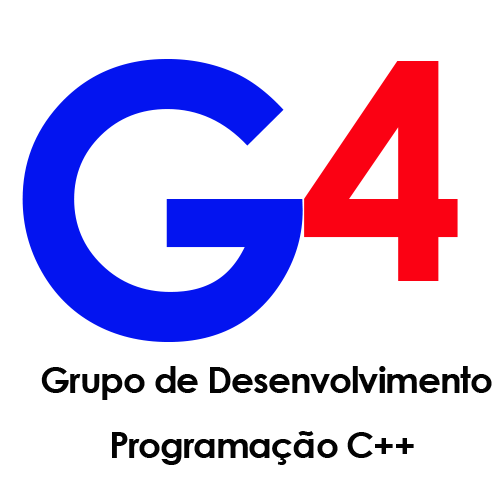 G4
Grupo de Desenvolvimento
Programação C++